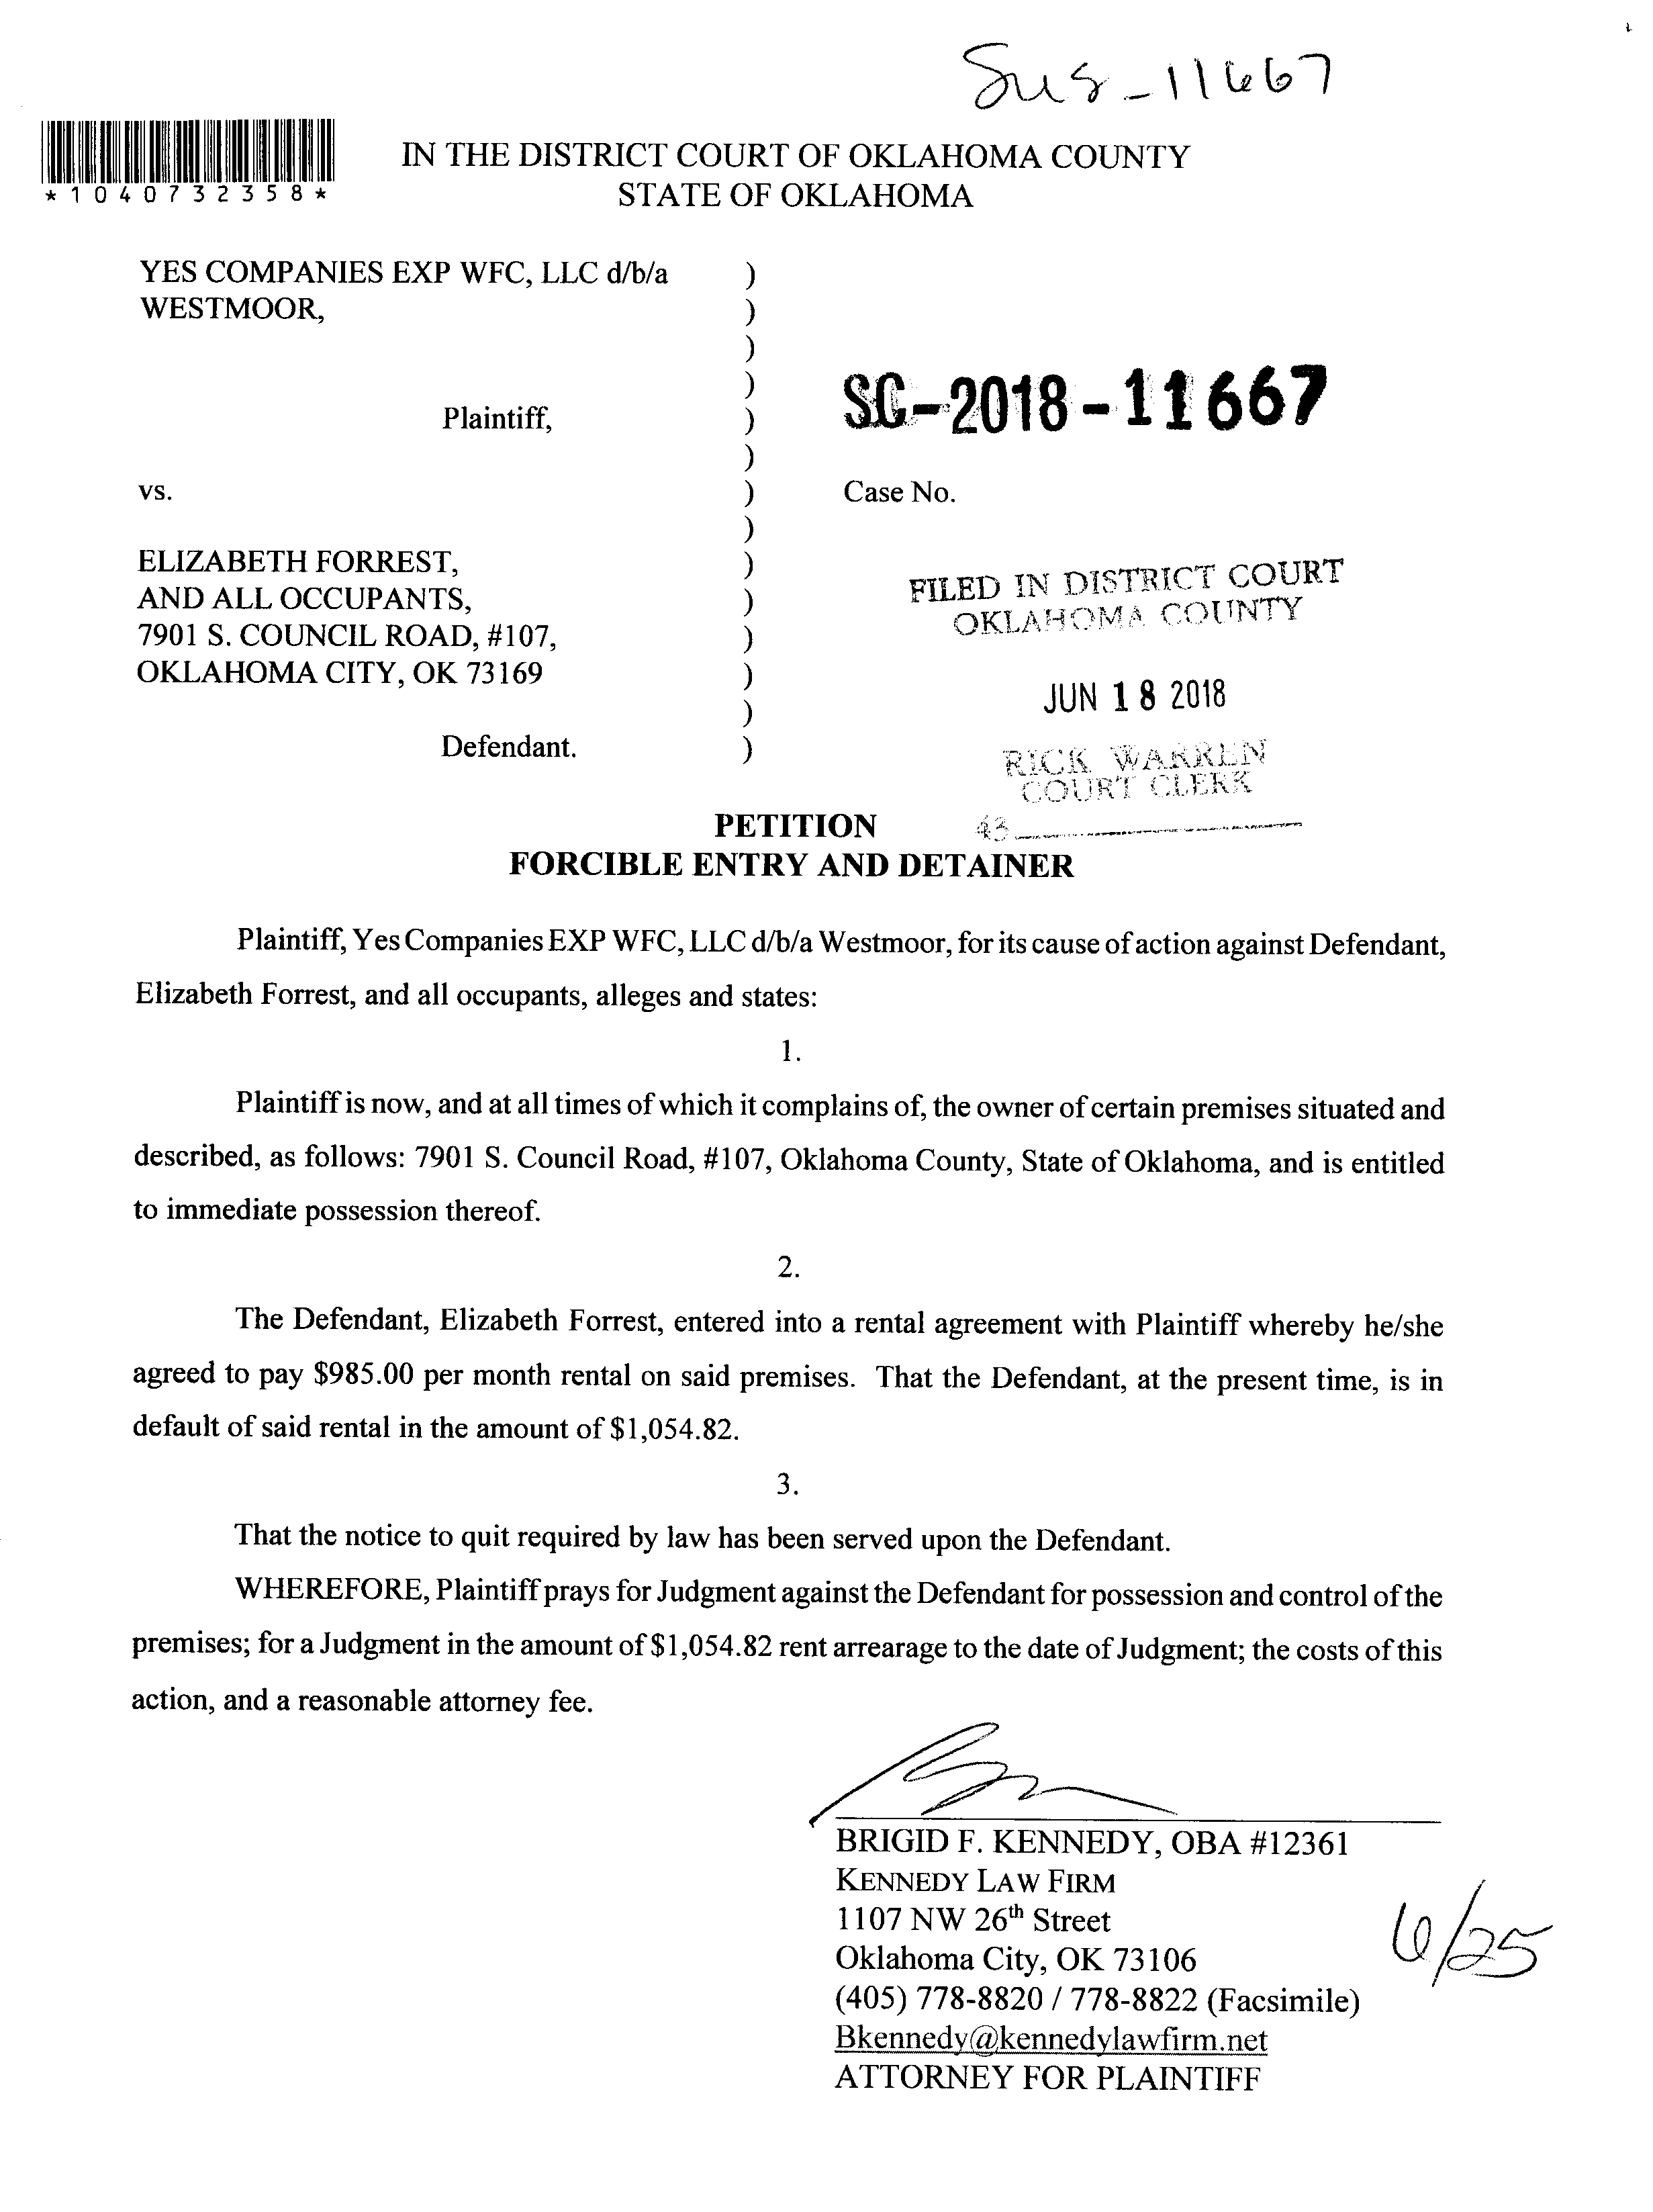 Sus-11667
*1040732358*
IN THE DISTRICT COURT OF OKLAHOMA COUNTY
STATE OF OKLAHOMA
YES COMPANIES EXP WFC, LLC d/b/a )
WESTMOOR, )
)
)
Plaintiff, )
SC-2018-11667
)
vs. ) Case No.
)
ELIZABETH FORREST, )
AND ALL OCCUPANTS, )
7901 S. COUNCIL ROAD, #107, )
OKLAHOMA CITY, OK 73169 )
)
Defendant. )
FILED IN DISTRICT COURT
OKLAHOMA COUNTY
JUN 18 2018
RICK WARREN
COURT CLERK
43
PETITION
FORCIBLE ENTRY AND DETAINER
Plaintiff, Yes Companies EXP WFC, LLC d/b/a Westmoor, for its cause of action against Defendant,
Elizabeth Forrest, and all occupants, alleges and states:
1.
Plaintiff is now, and at all times of which it complains of, the owner of certain premises situated and
described, as follows: 7901 S. Council Road, #107, Oklahoma County, State of Oklahoma, and is entitled
to immediate possession thereof.
2.
The Defendant, Elizabeth Forrest, entered into a rental agreement with Plaintiff whereby he/she
agreed to pay $985.00 per month rental on said premises. That the Defendant, at the present time, is in
default of said rental in the amount of $1,054.82.
3.
That the notice to quit required by law has been served upon the Defendant.
WHEREFORE, Plaintiff prays for Judgment against the Defendant for possession and control of the
premises; for a Judgment in the amount of $1,054.82 rent arrearage to the date of Judgment; the costs of this
action, and a reasonable attorney fee.
BRIGID F. KENNEDY, OBA #12361
KENNEDY LAW FIRM
1107 NW 26th Street
Oklahoma City, OK 73106
(405) 778-8820 / 778-8822 (Facsimile)
Bkennedy@kennedylawfirm.net
ATTORNEY FOR PLAINTIFF
6/25